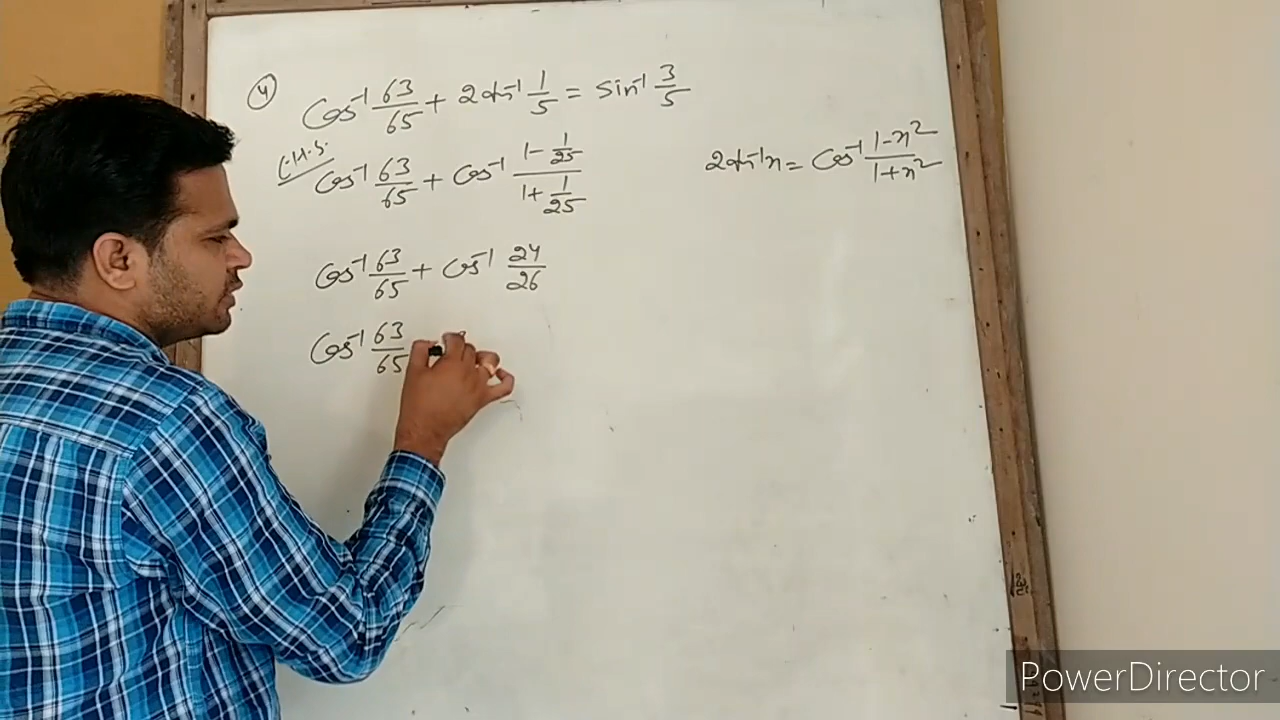 4 Cos⁻¹ 63/65 + 2tan⁻¹ 1/5 = Sin⁻¹ 3/5
L.H.S.
Cos⁻¹ 63/65 + Cos⁻¹ (1 - 1/25)/(1 + 1/25)
2tan⁻¹x = Cos⁻¹ (1-x²)/(1+x²)
Cos⁻¹ 63/65 + Cos⁻¹ 24/26
Cos⁻¹ 63/65
PowerDirector